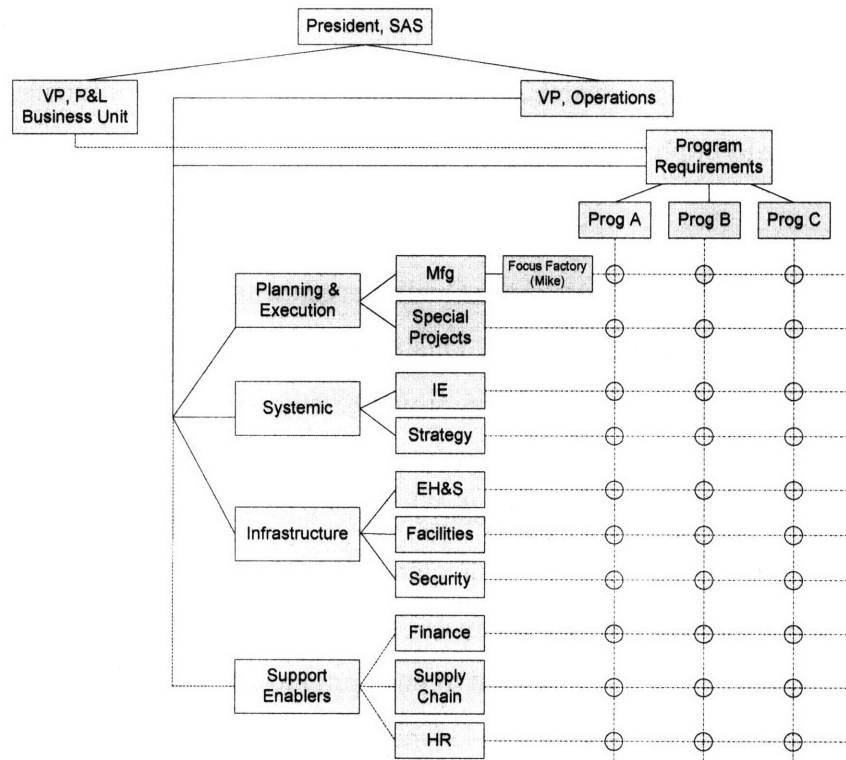 President, SAS
VP, P&L
Business Unit
VP, Operations
Program
Requirements
Prog A
Prog B
Prog C
Planning &
Execution
Mfg
Focus Factory
(Mike)
Special
Projects
Systemic
IE
Strategy
Infrastructure
EH&S
Facilities
Security
Support
Enablers
Finance
Supply
Chain
HR